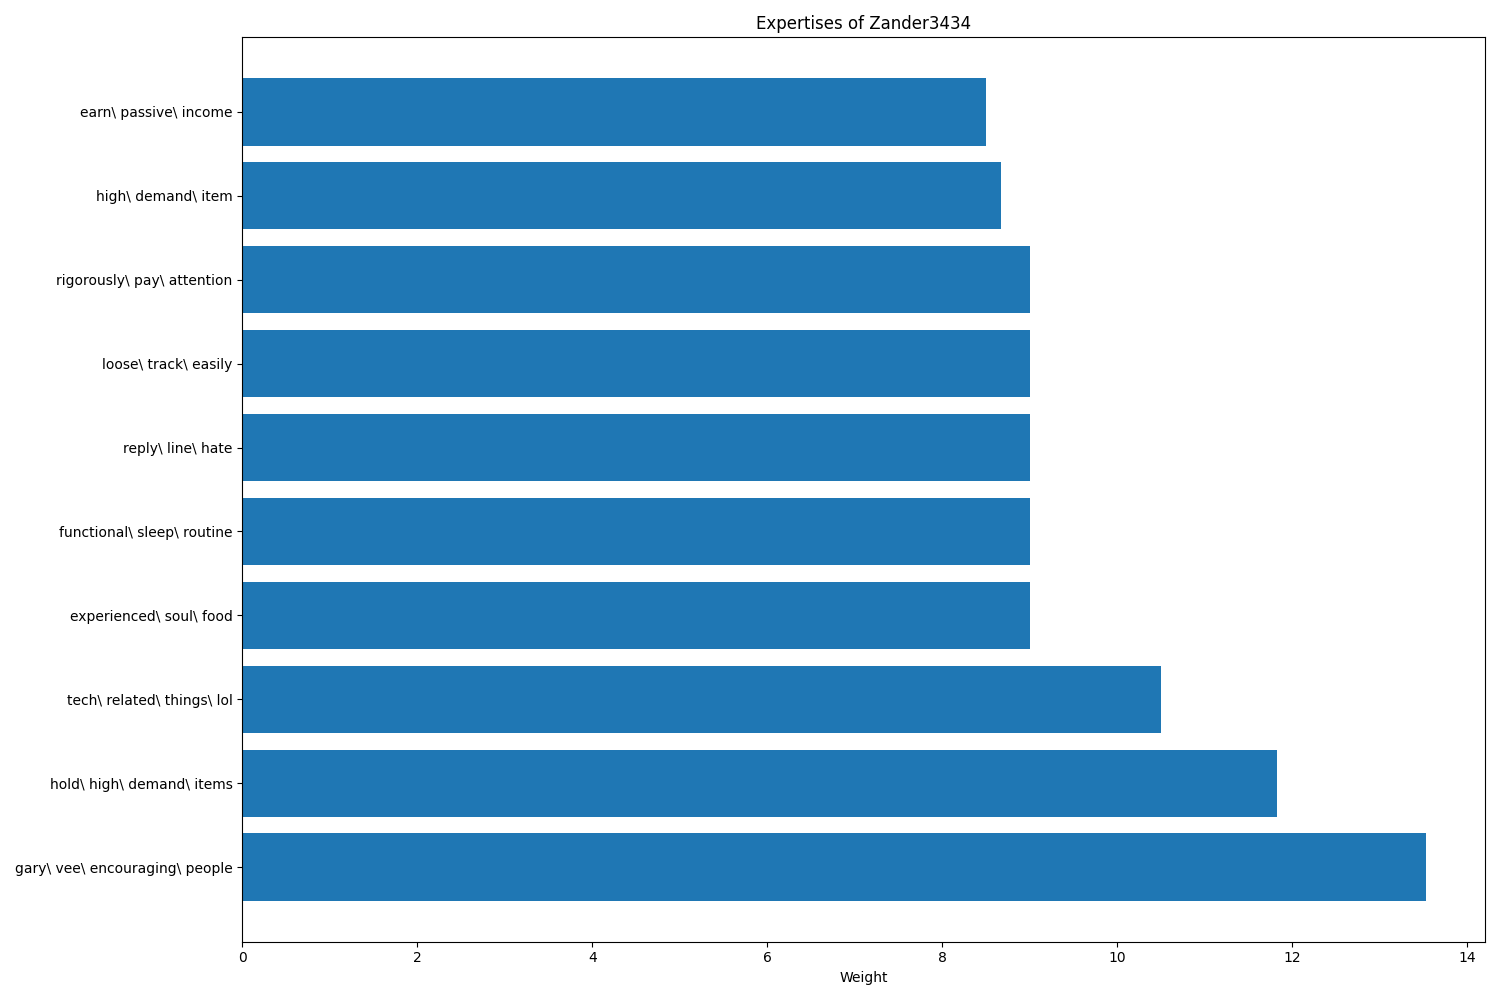 Expertises of Zander3434
earn\ passive\ income
high\ demand\ item
rigorously\ pay\ attention
loose\ track\ easily
reply\ line\ hate
functional\ sleep\ routine
experienced\ soul\ food
tech\ related\ things\ lol
hold\ high\ demand\ items
gary\ vee\ encouraging\ people
0 2 4 6 8 10 12 14
Weight